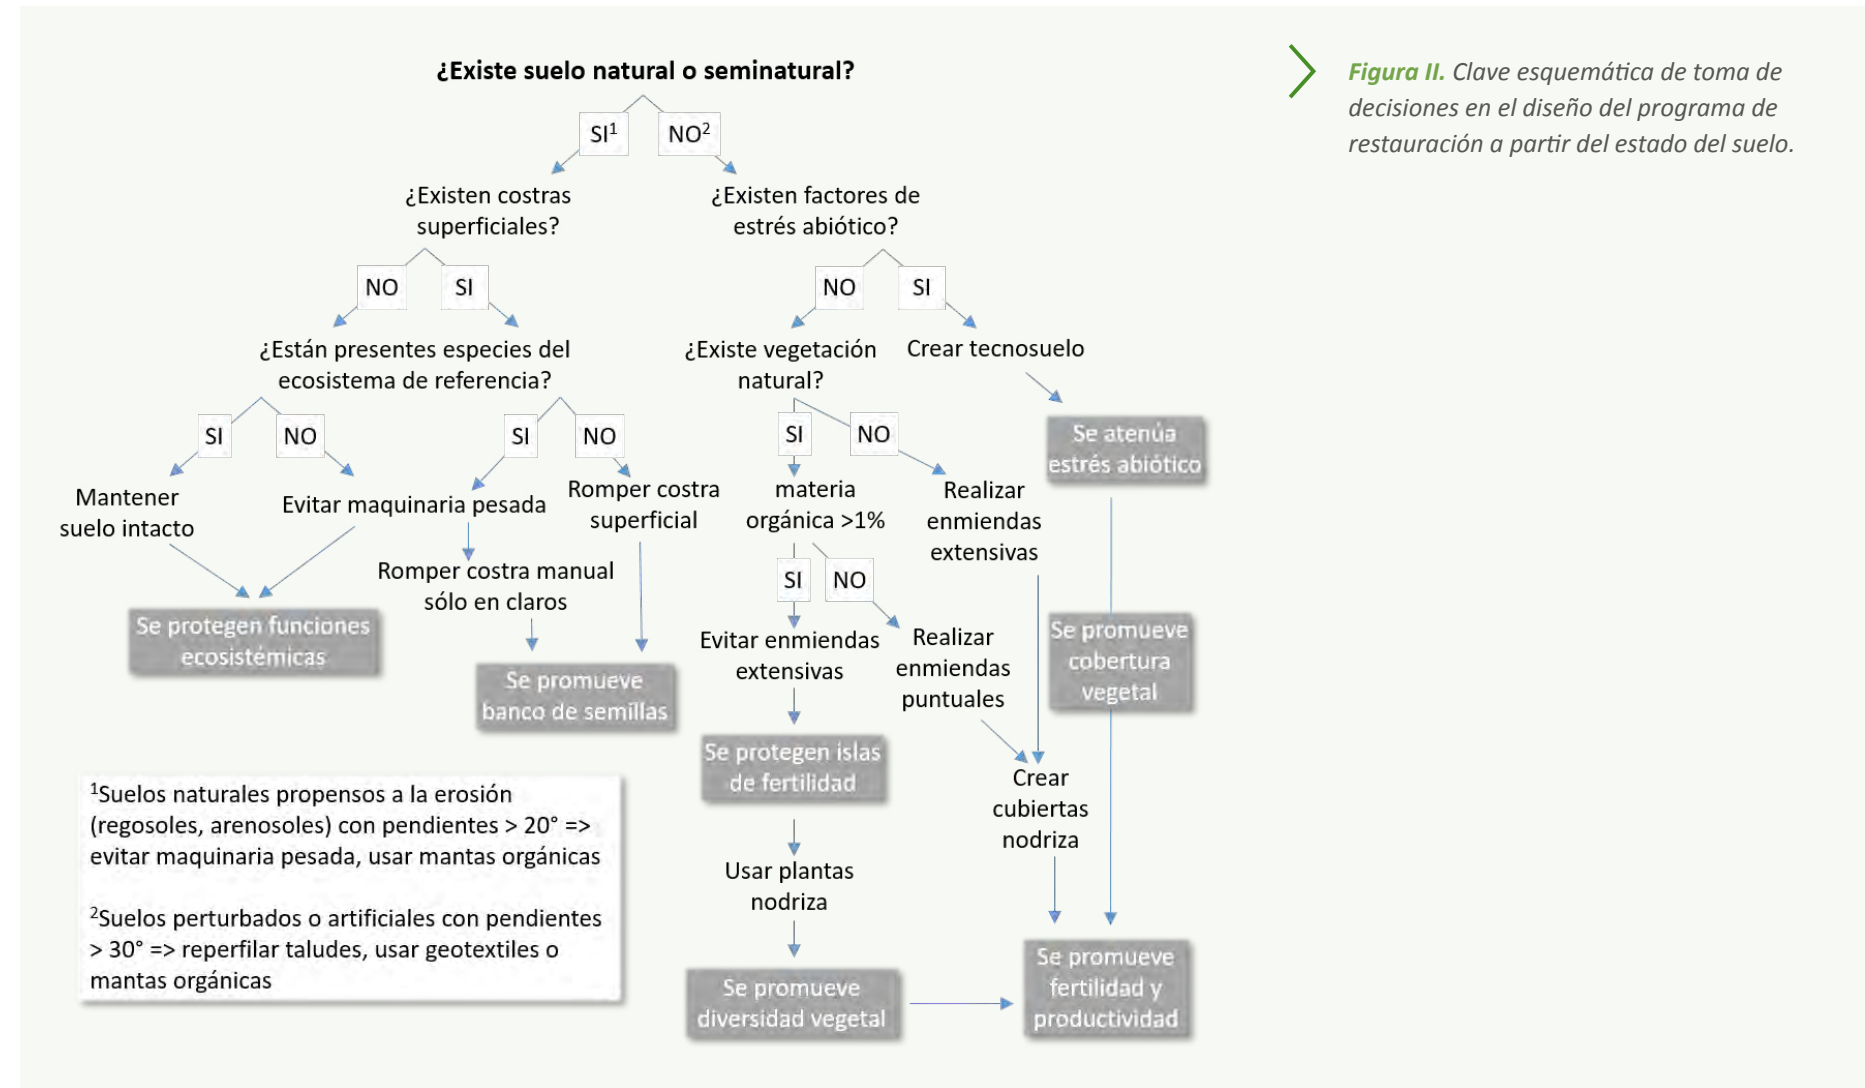 ¿Existe suelo natural o seminatural?
SI¹
NO²
¿Existen costras
superficiales?
¿Existen factores de
estrés abiótico?
NO
SI
NO
SI
¿Están presentes especies del
ecosistema de referencia?
¿Existe vegetación
natural?
Crear tecnosuelo
SI
NO
SI
NO
SI
NO
Se atenúa
estrés abiótico
Mantener
suelo intacto
Evitar maquinaria pesada
Romper costra
superficial
materia
orgánica >1%
Realizar
enmiendas
extensivas
Romper costra manual
sólo en claros
SI
NO
Se protegen funciones
ecosistémicas
Se promueve
banco de semillas
Evitar enmiendas
extensivas
Realizar
enmiendas
puntuales
Se promueve
cobertura
vegetal
Se protegen islas
de fertilidad
Crear
cubiertas
nodriza
Usar plantas
nodriza
Se promueve
diversidad vegetal
Se promueve
fertilidad y
productividad
¹Suelos naturales propensos a la erosión
(regosoles, arenosoles) con pendientes > 20° =>
evitar maquinaria pesada, usar mantas orgánicas
²Suelos perturbados o artificiales con pendientes
> 30° => reperfilar taludes, usar geotextiles o
mantas orgánicas
Figura II. Clave esquemática de toma de
decisiones en el diseño del programa de
restauración a partir del estado del suelo.